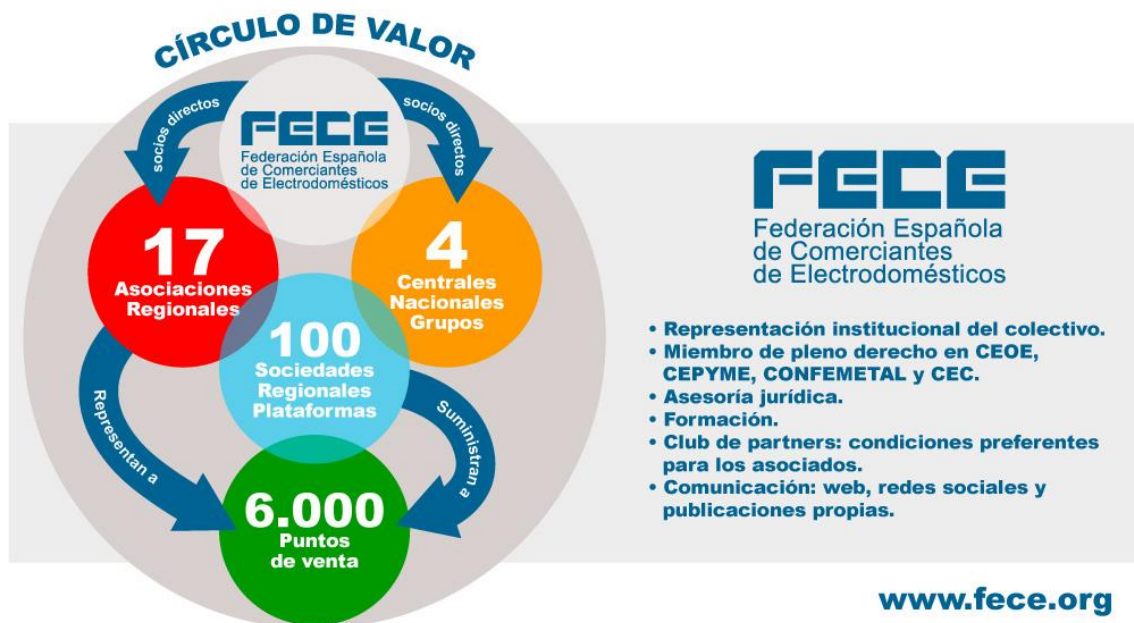 CÍRCULO DE VALOR
socios directos
socios directos
FECE
Federación Española
de Comerciantes
de Electrodomésticos
17
Asociaciones
Regionales
4
Centrales
Nacionales
Grupos
100
Sociedades
Regionales
Plataformas
Representan a
Suministran a
6.000
Puntos
de venta
FECE
Federación Española
de Comerciantes
de Electrodomésticos
• Representación institucional del colectivo.
• Miembro de pleno derecho en CEOE,
CEPYME, CONFEMETAL y CEC.
• Asesoría jurídica.
• Formación.
• Club de partners: condiciones preferentes
para los asociados.
• Comunicación: web, redes sociales y
publicaciones propias.
www.fece.org